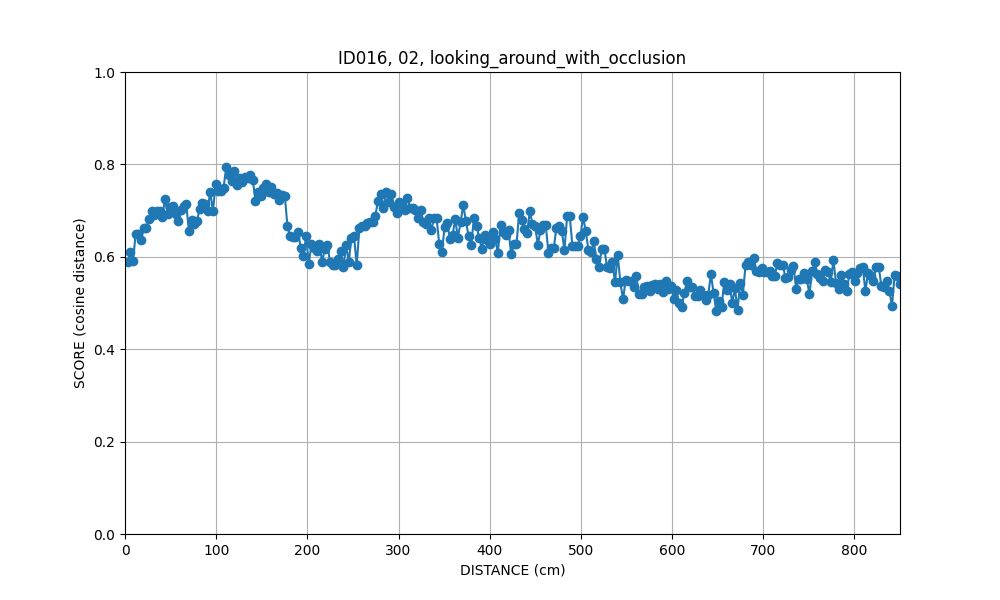 ID016, 02, looking_around_with_occlusion
SCORE (cosine distance)
1.0
0.8
0.6
0.4
0.2
0.0
0 100 200 300 400 500 600 700 800
DISTANCE (cm)